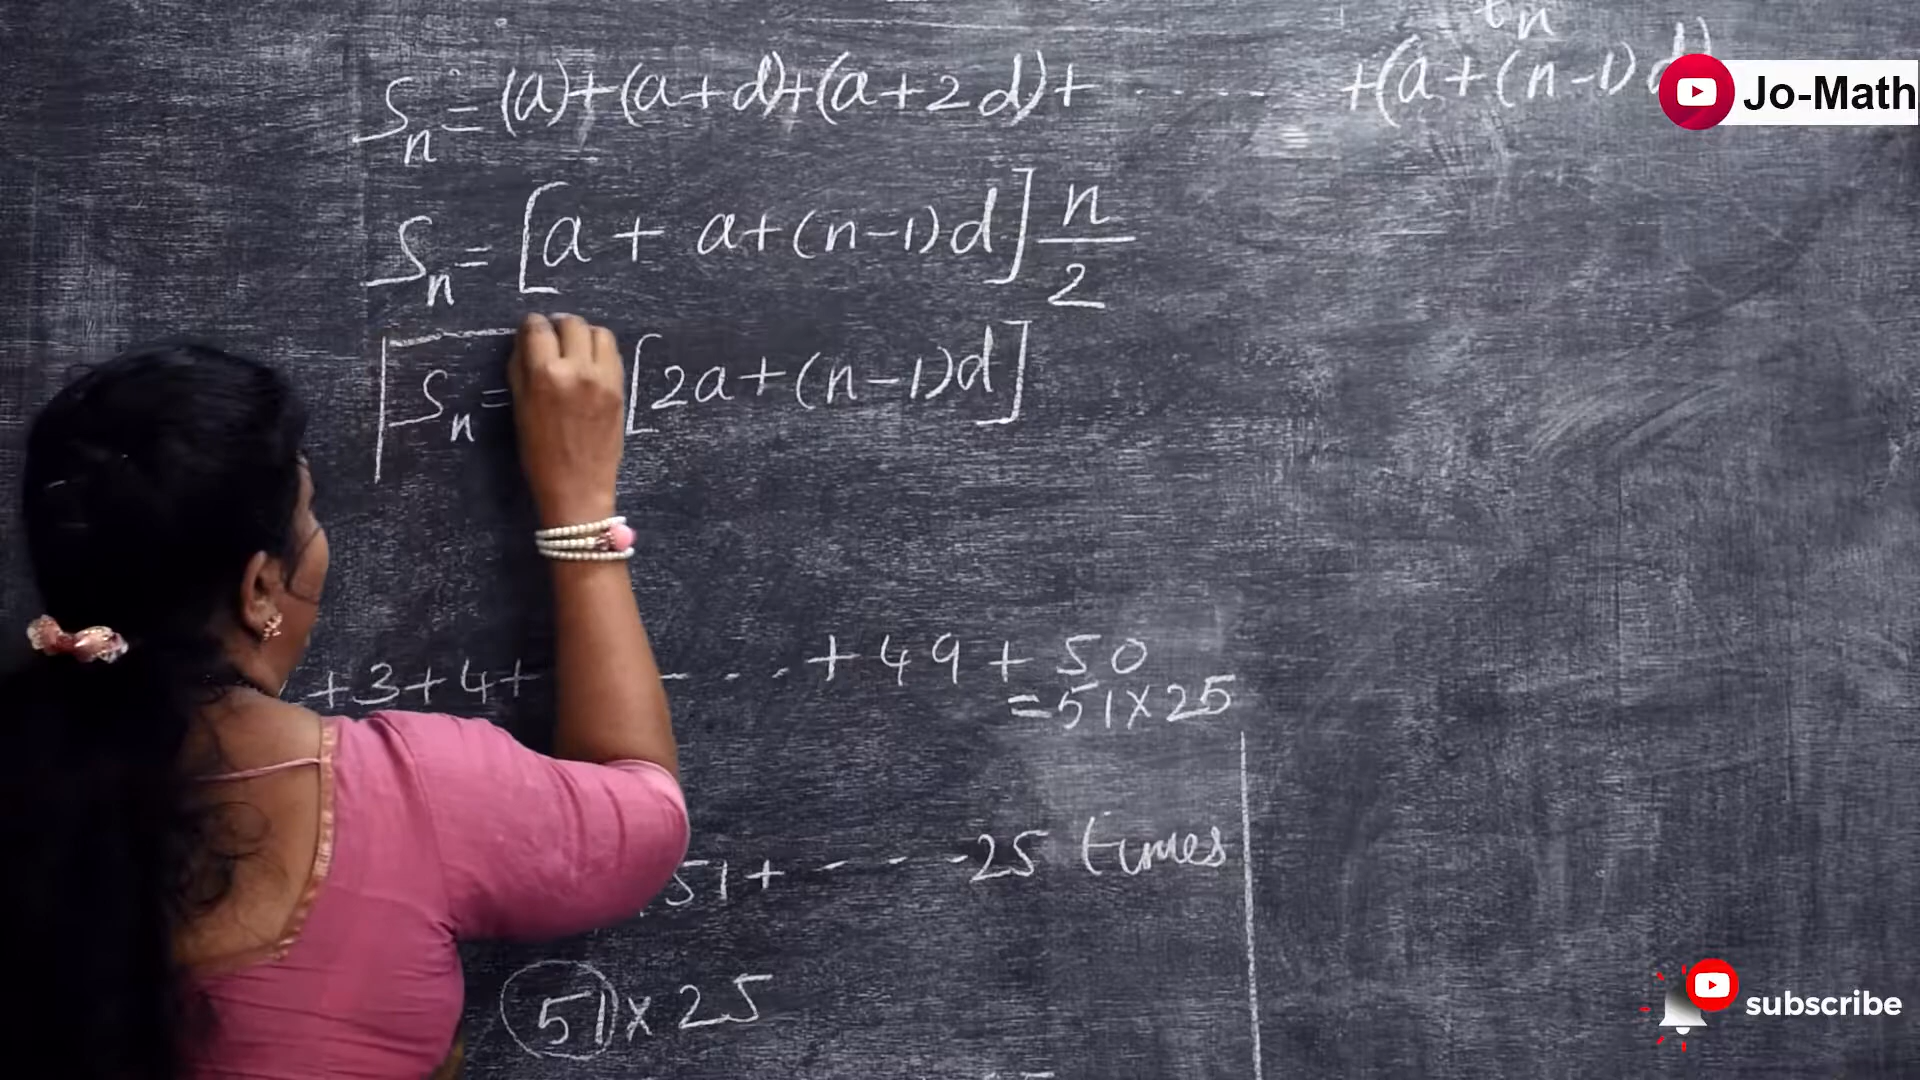 tn
Sn = (a)+(a+d)+(a+2d)+ ...... +(a+(n-1)d)
Jo-Math
Sn = [a + a+(n-1)d] n/2
Sn = [2a+(n-1)d]
+3+4+ - . . . +49+50
=51×25
51+ - - - - 25 times
51×25
subscribe